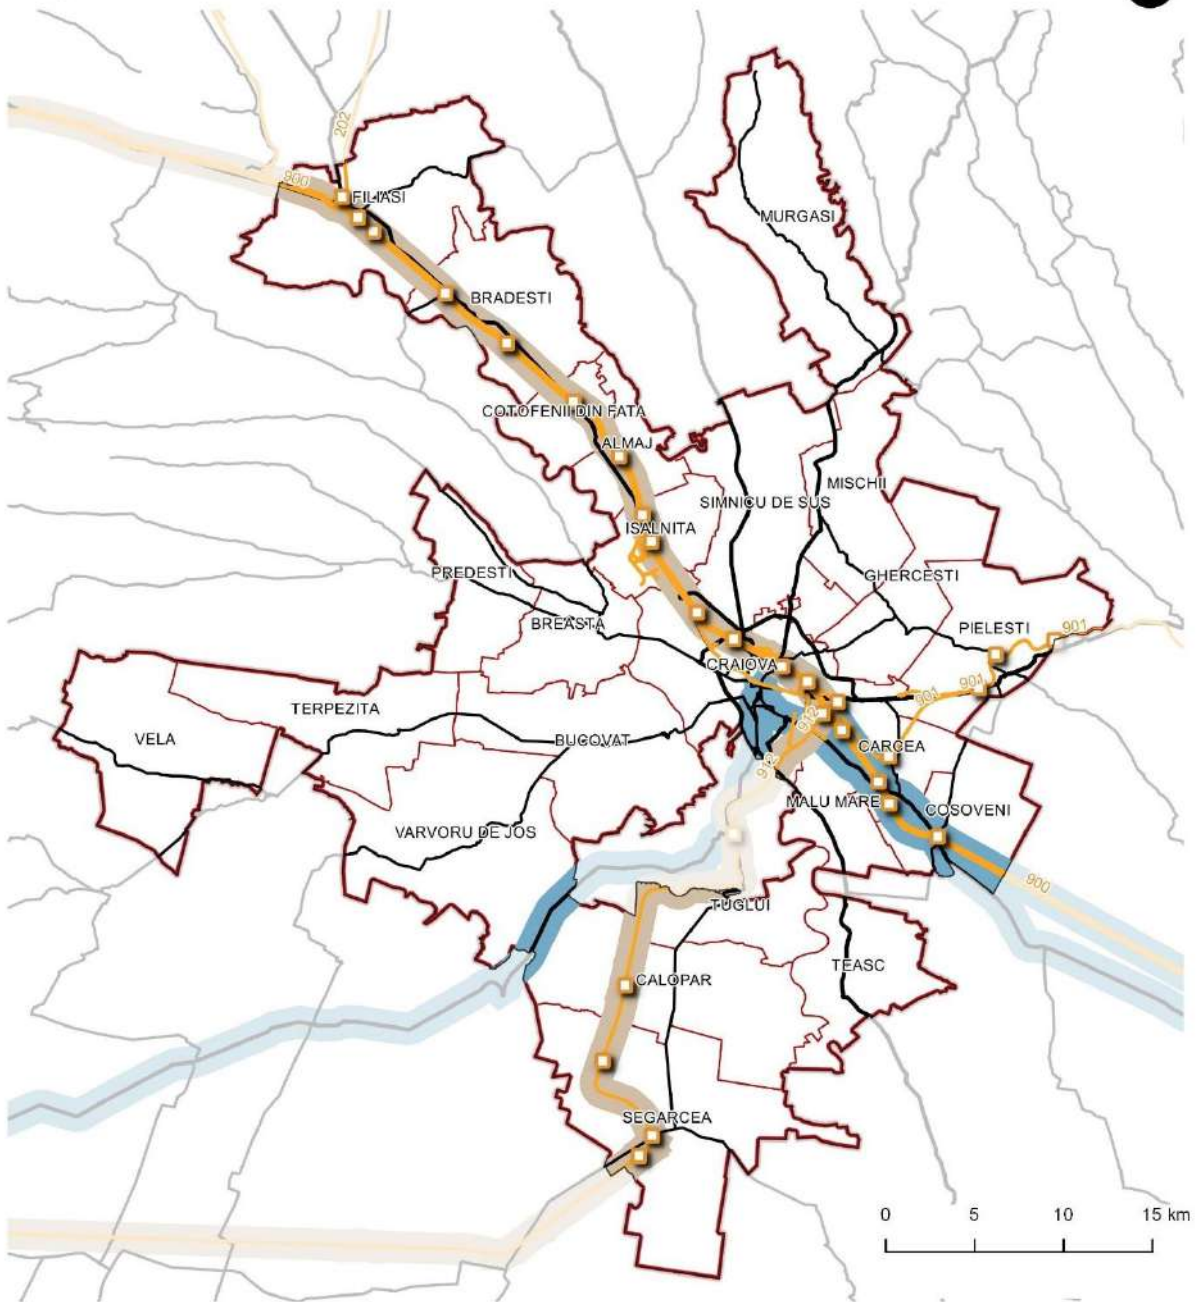 202
900
FILIASI
MURGASI
BRADESTI
COTOFENII DIN FATA
ALMAJ
MISCHII
SIMNICU DE SUS
ISALNITA
PREDESTI
GHERCESTI
BREASTA
PIELESTI
901
CRAIOVA
901
901
TERPEZITA
912
VELA
BUCOVAT
CARCEA
912
MALU MARE
COSOVENI
VARVORU DE JOS
900
TUGLUI
TEASC
CALOPAR
SEGARCEA
0 5 10 15 km